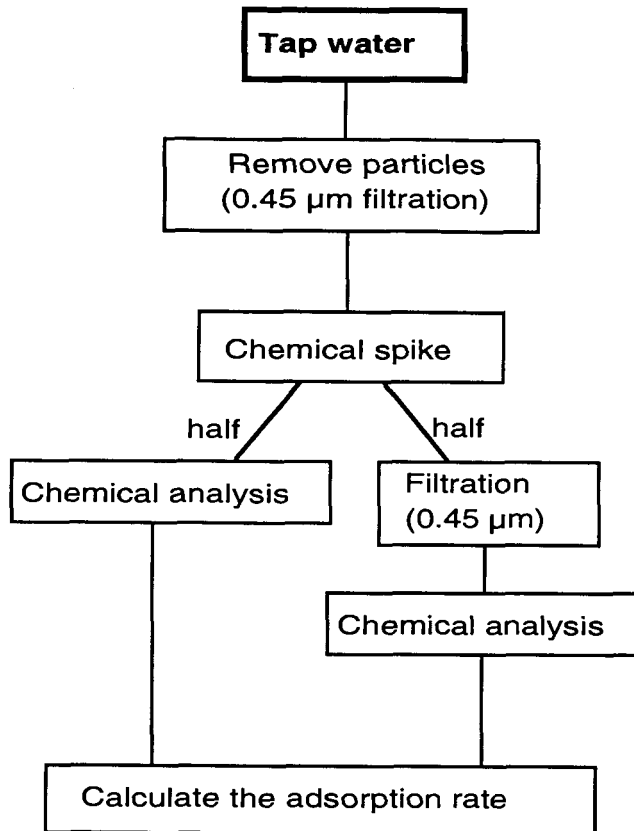 Tap water
Remove particles
(0.45 µm filtration)
Chemical spike
half
half
Chemical analysis
Filtration
(0.45 µm)
Chemical analysis
Calculate the adsorption rate